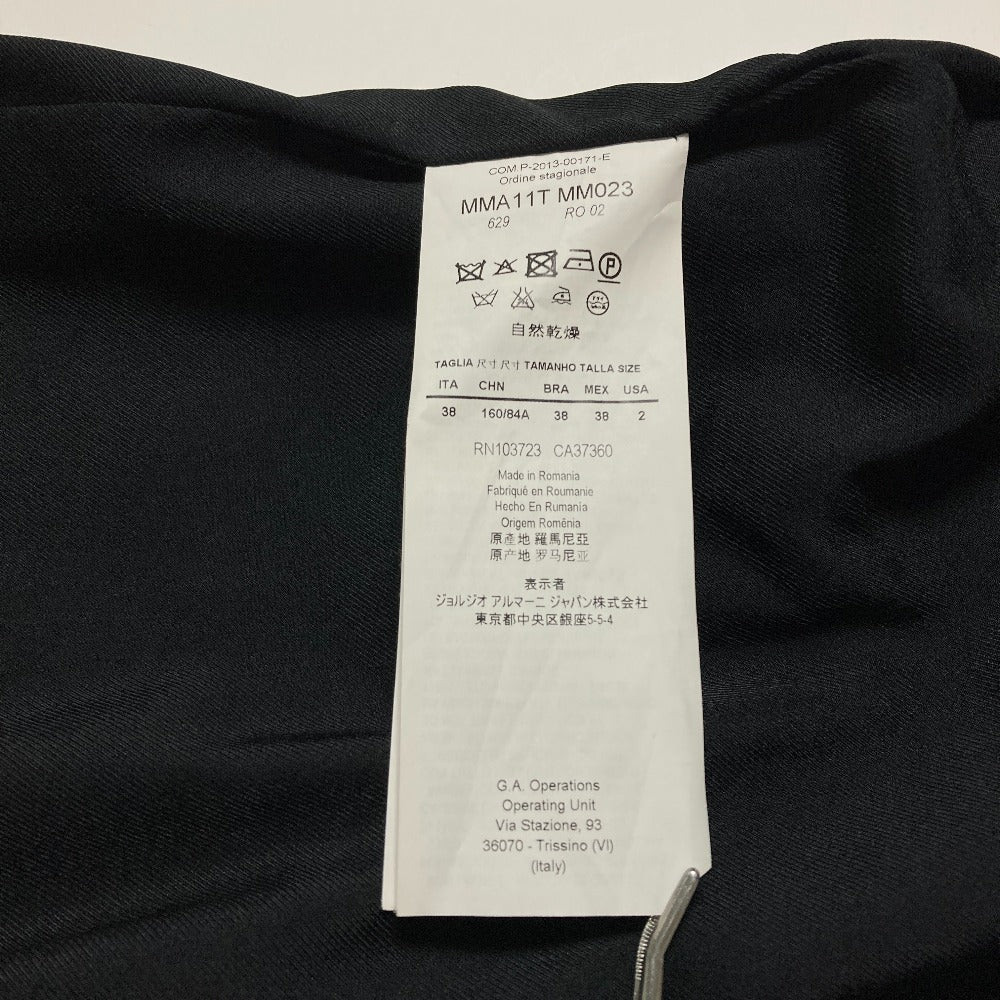 COM.P-2013-00171-E
Ordine stagionale
MMA11T MM023
629 RO 02
P
自然乾燥
TAGLIA 尺寸 尺寸 TAMANHO TALLA SIZE
ITA CHN BRA MEX USA
38 160/84A 38 38 2
RN103723 CA37360
Made in Romania
Fabriqué en Roumanie
Hecho En Rumania
Origem Romênia
原產地 羅馬尼亞
原产地 罗马尼亚
表示者
ジョルジオ アルマーニ ジャパン株式会社
東京都中央区銀座5-5-4
G.A. Operations
Operating Unit
Via Stazione, 93
36070 - Trissino (VI)
(Italy)